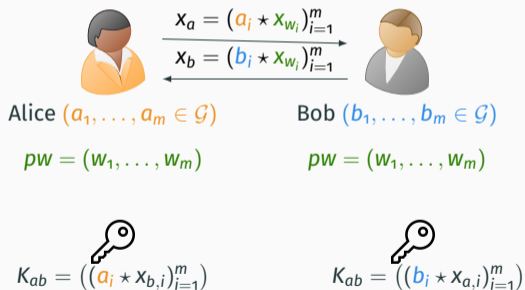 x_a = (a_i ⋆ x_{w_i})_{i=1}^m
x_b = (b_i ⋆ x_{w_i})_{i=1}^m
Alice (a_1, . . . , a_m ∈ 𝒢)
Bob (b_1, . . . , b_m ∈ 𝒢)
pw = (w_1, . . . , w_m)
pw = (w_1, . . . , w_m)
K_{ab} = ((a_i ⋆ x_{b,i})_{i=1}^m)
K_{ab} = ((b_i ⋆ x_{a,i})_{i=1}^m)